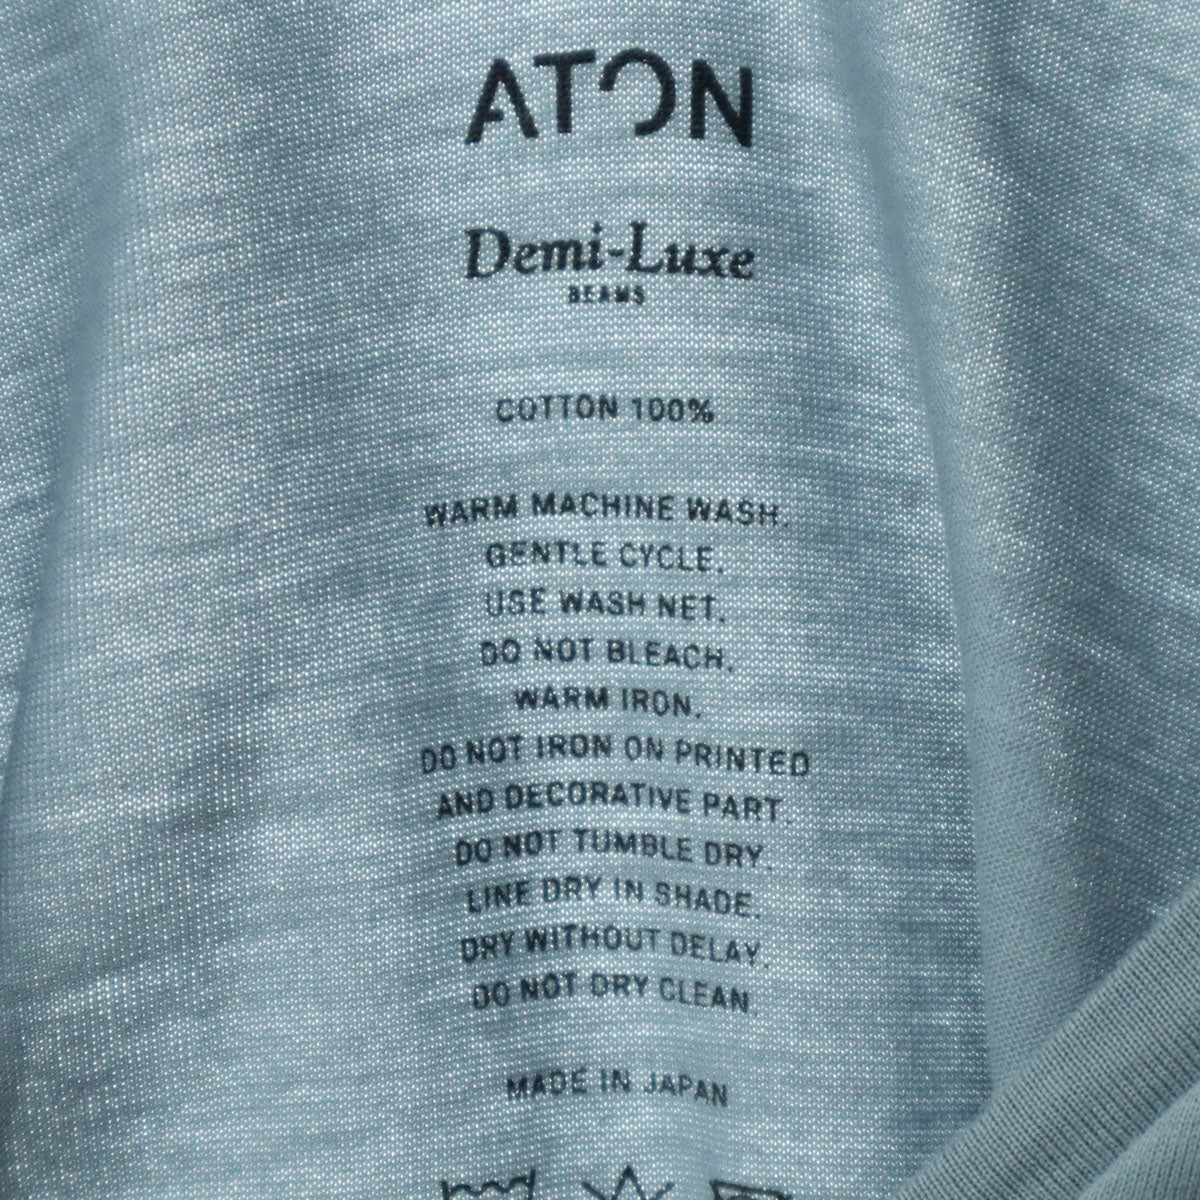 ATON
Demi-Luxe
BEAMS
COTTON 100%
WARM MACHINE WASH.
GENTLE CYCLE.
USE WASH NET.
DO NOT BLEACH.
WARM IRON.
DO NOT IRON ON PRINTED
AND DECORATIVE PART.
DO NOT TUMBLE DRY.
LINE DRY IN SHADE.
DRY WITHOUT DELAY.
DO NOT DRY CLEAN
MADE IN JAPAN